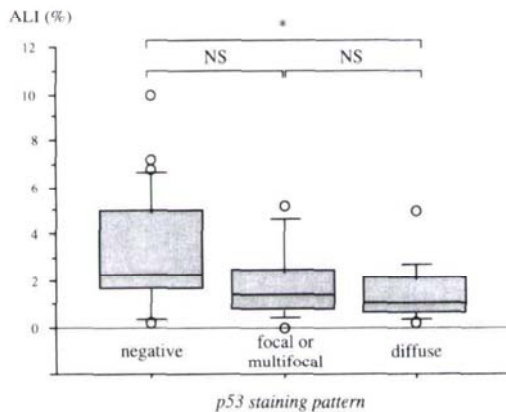 ALI (%)
*
12
NS
NS
10
8
6
4
2
0
negative
focal or
multifocal
diffuse
p53 staining pattern